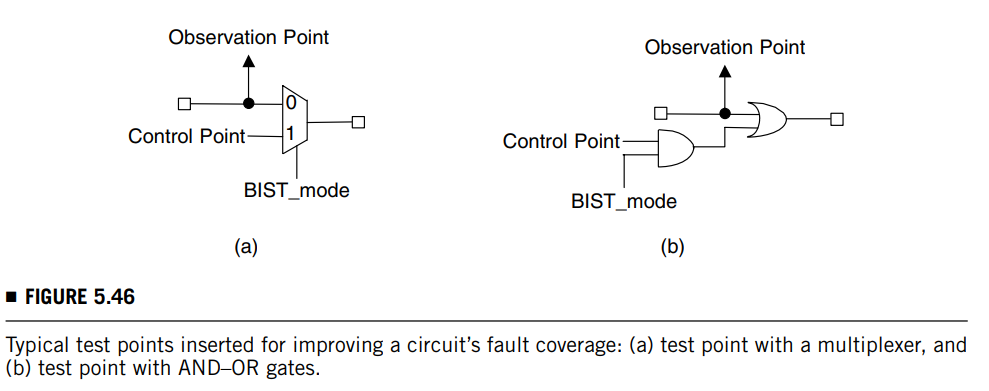 Observation Point
0
Control Point
1
BIST_mode
(a)
Observation Point
Control Point
BIST_mode
(b)
■ FIGURE 5.46
Typical test points inserted for improving a circuit’s fault coverage: (a) test point with a multiplexer, and
(b) test point with AND–OR gates.